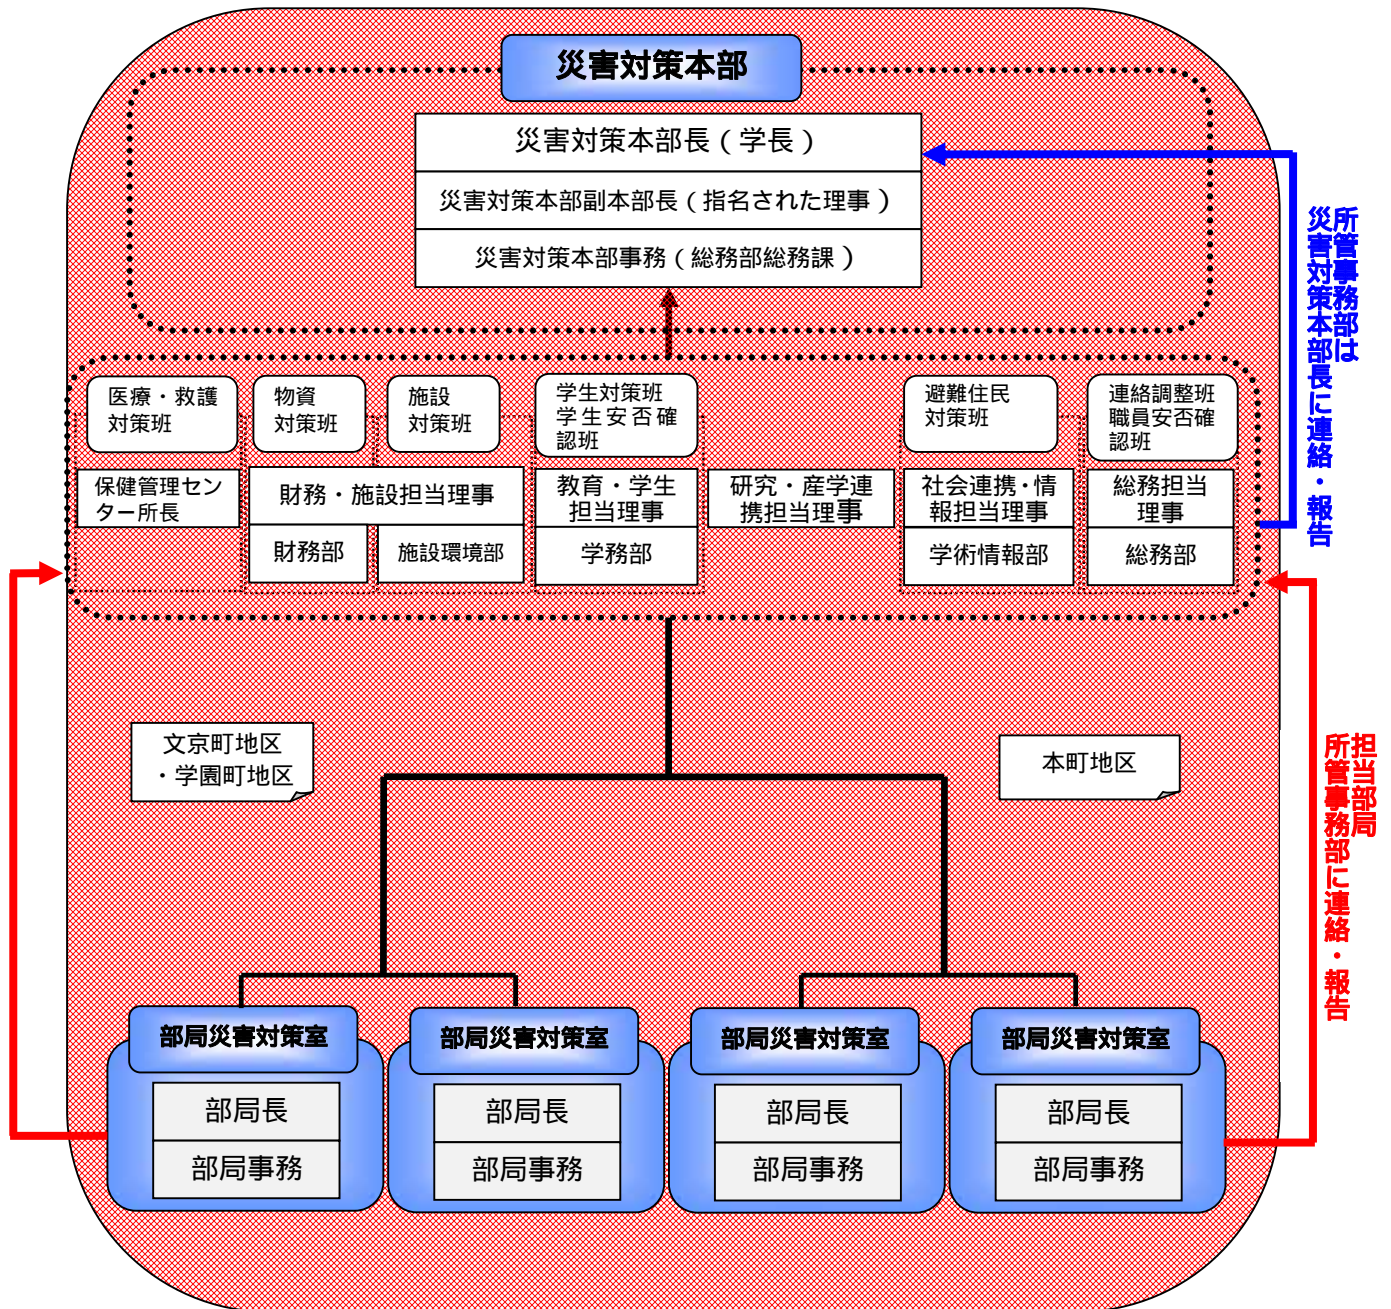 災害対策本部
災害対策本部長（学長）
災害対策本部副本部長（指名された理事）
災害対策本部事務（総務部総務課）
所管事務部は
災害対策本部長に連絡・報告
医療・救護
対策班
物資
対策班
施設
対策班
学生対策班
学生安否確
認班
避難住民
対策班
連絡調整班
職員安否確
認班
保健管理セン
ター所長
財務・施設担当理事
財務部
施設環境部
教育・学生
担当理事
学務部
研究・産学連
携担当理事
社会連携・情
報担当理事
学術情報部
総務担当
理事
総務部
文京町地区
・学園町地区
本町地区
担当部局
所管事務部に連絡・報告
部局災害対策室
部局長
部局事務
部局災害対策室
部局長
部局事務
部局災害対策室
部局長
部局事務
部局災害対策室
部局長
部局事務